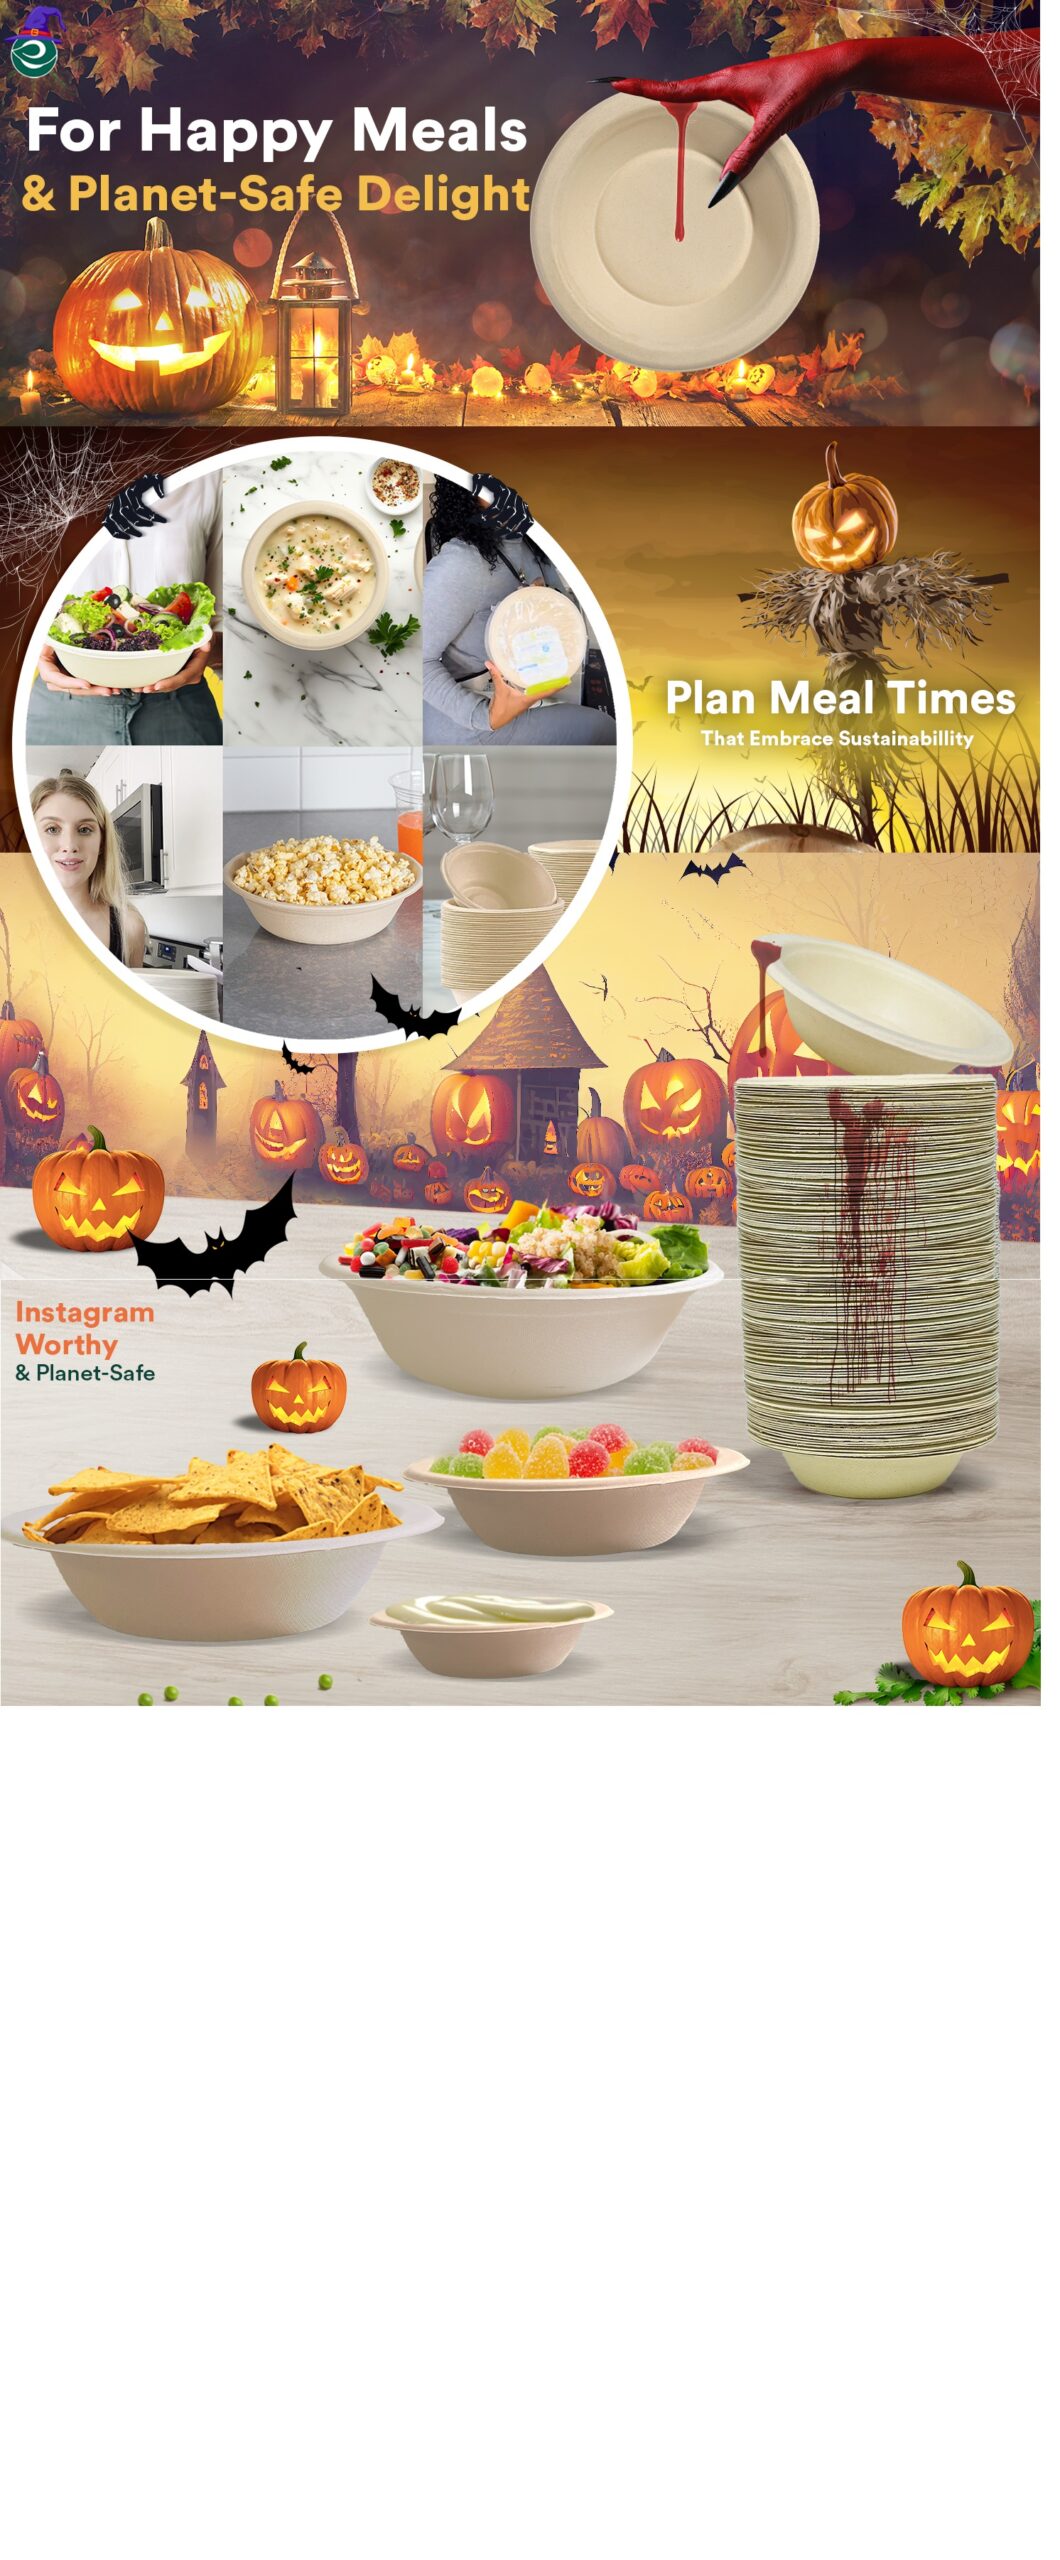 For Happy Meals
& Planet-Safe Delight
Plan Meal Times
That Embrace Sustainabillity
Instagram
Worthy
& Planet-Safe